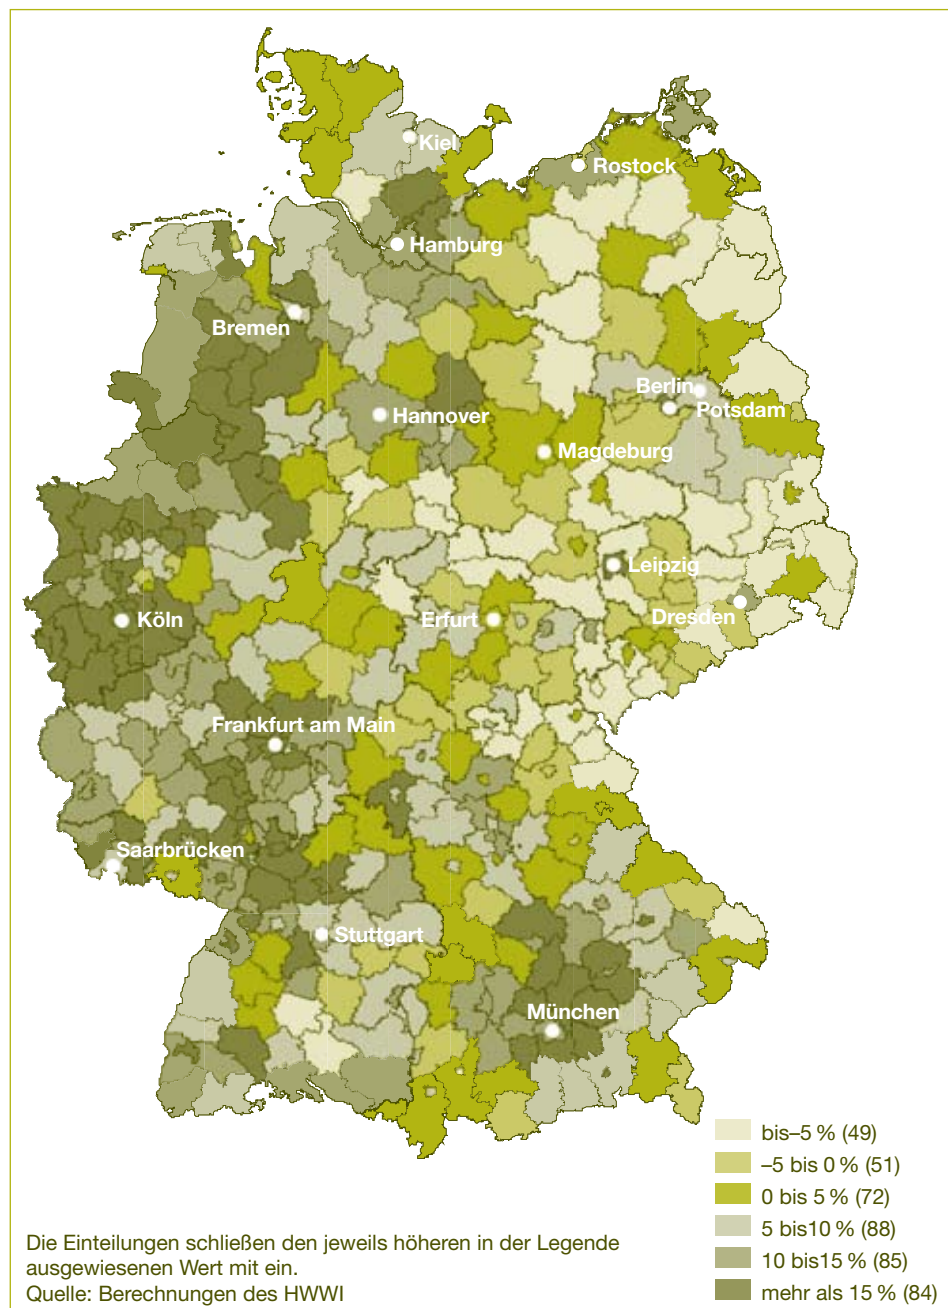 Kiel
Rostock
Hamburg
Bremen
Berlin
Potsdam
Hannover
Magdeburg
Leipzig
Köln
Erfurt
Dresden
Frankfurt am Main
Saarbrücken
Stuttgart
München
bis–5 % (49)
–5 bis 0 % (51)
0 bis 5 % (72)
5 bis10 % (88)
10 bis15 % (85)
mehr als 15 % (84)
Die Einteilungen schließen den jeweils höheren in der Legende
ausgewiesenen Wert mit ein.
Quelle: Berechnungen des HWWI